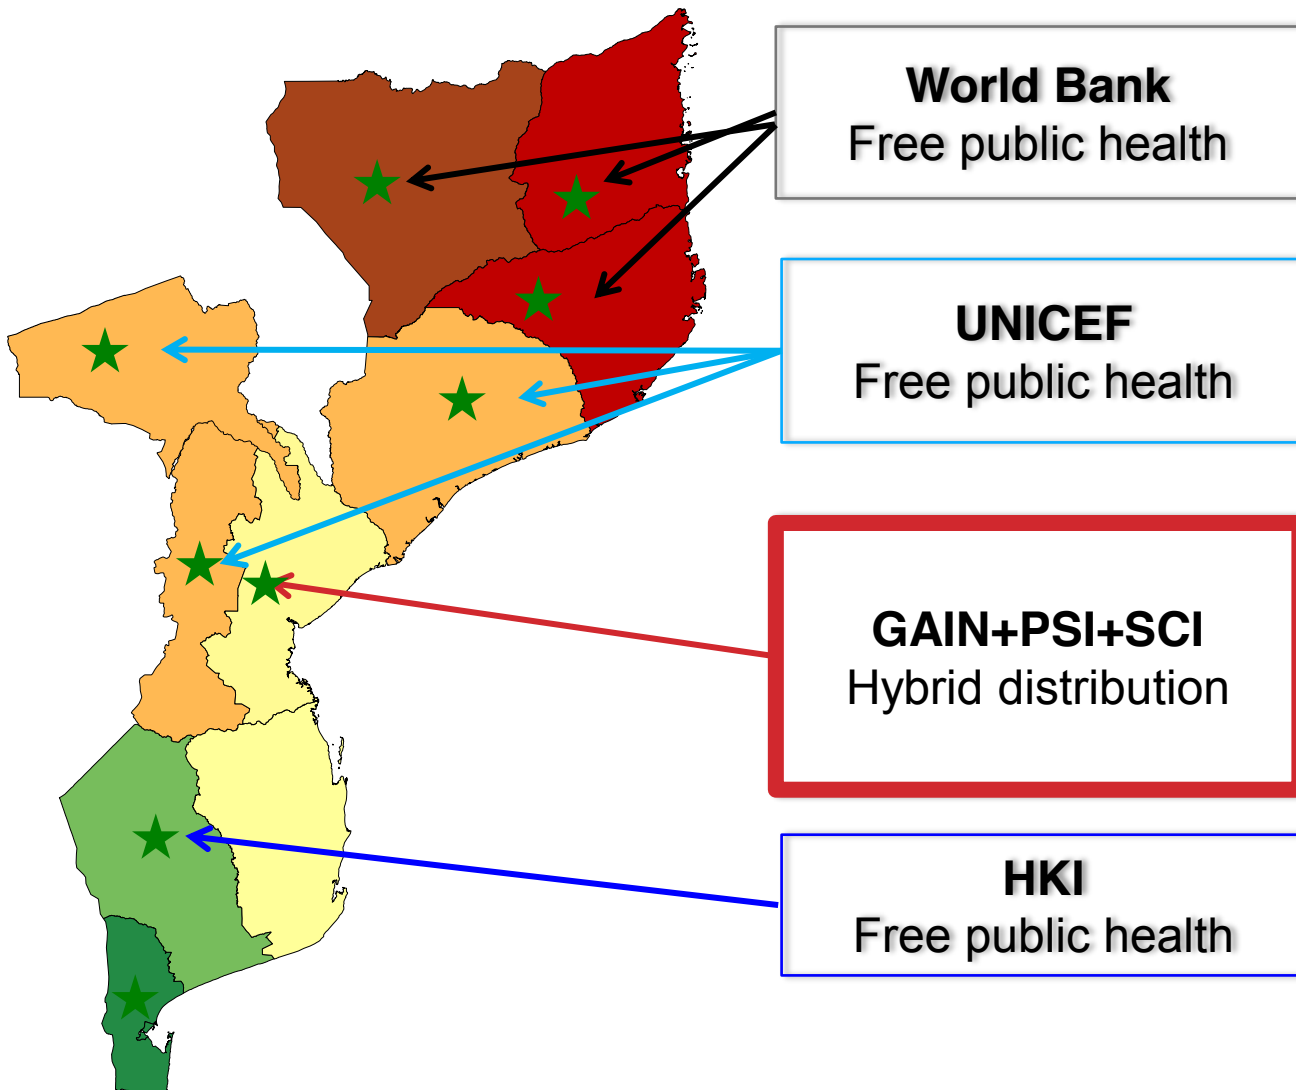 World Bank
Free public health
UNICEF
Free public health
GAIN+PSI+SCI
Hybrid distribution
HKI
Free public health